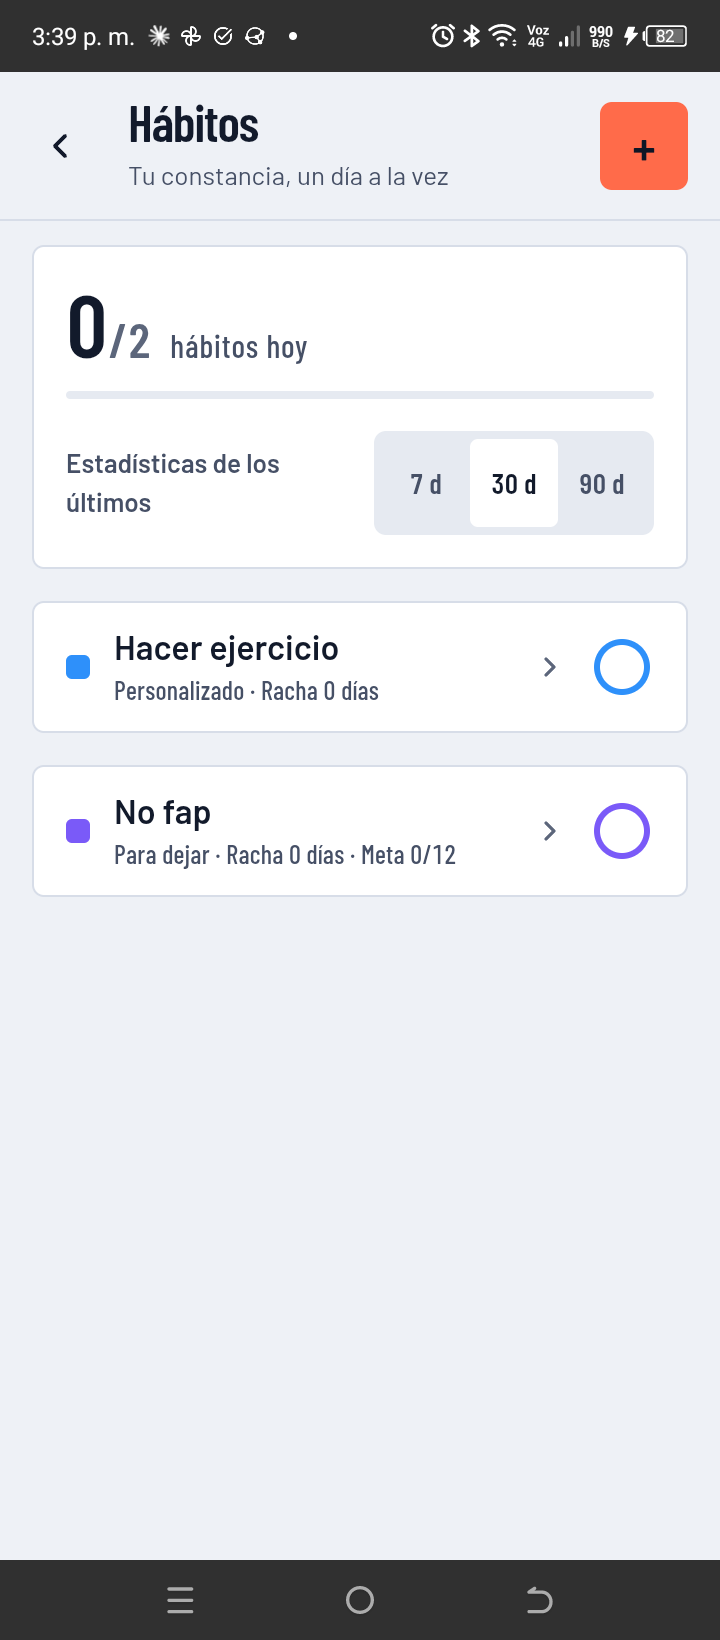 3:39 p. m.
Voz
4G
990
B/S
82
Hábitos
Tu constancia, un día a la vez
+
0/2 hábitos hoy
Estadísticas de los
últimos
7 d
30 d
90 d
Hacer ejercicio
Personalizado · Racha 0 días
No fap
Para dejar · Racha 0 días · Meta 0/12